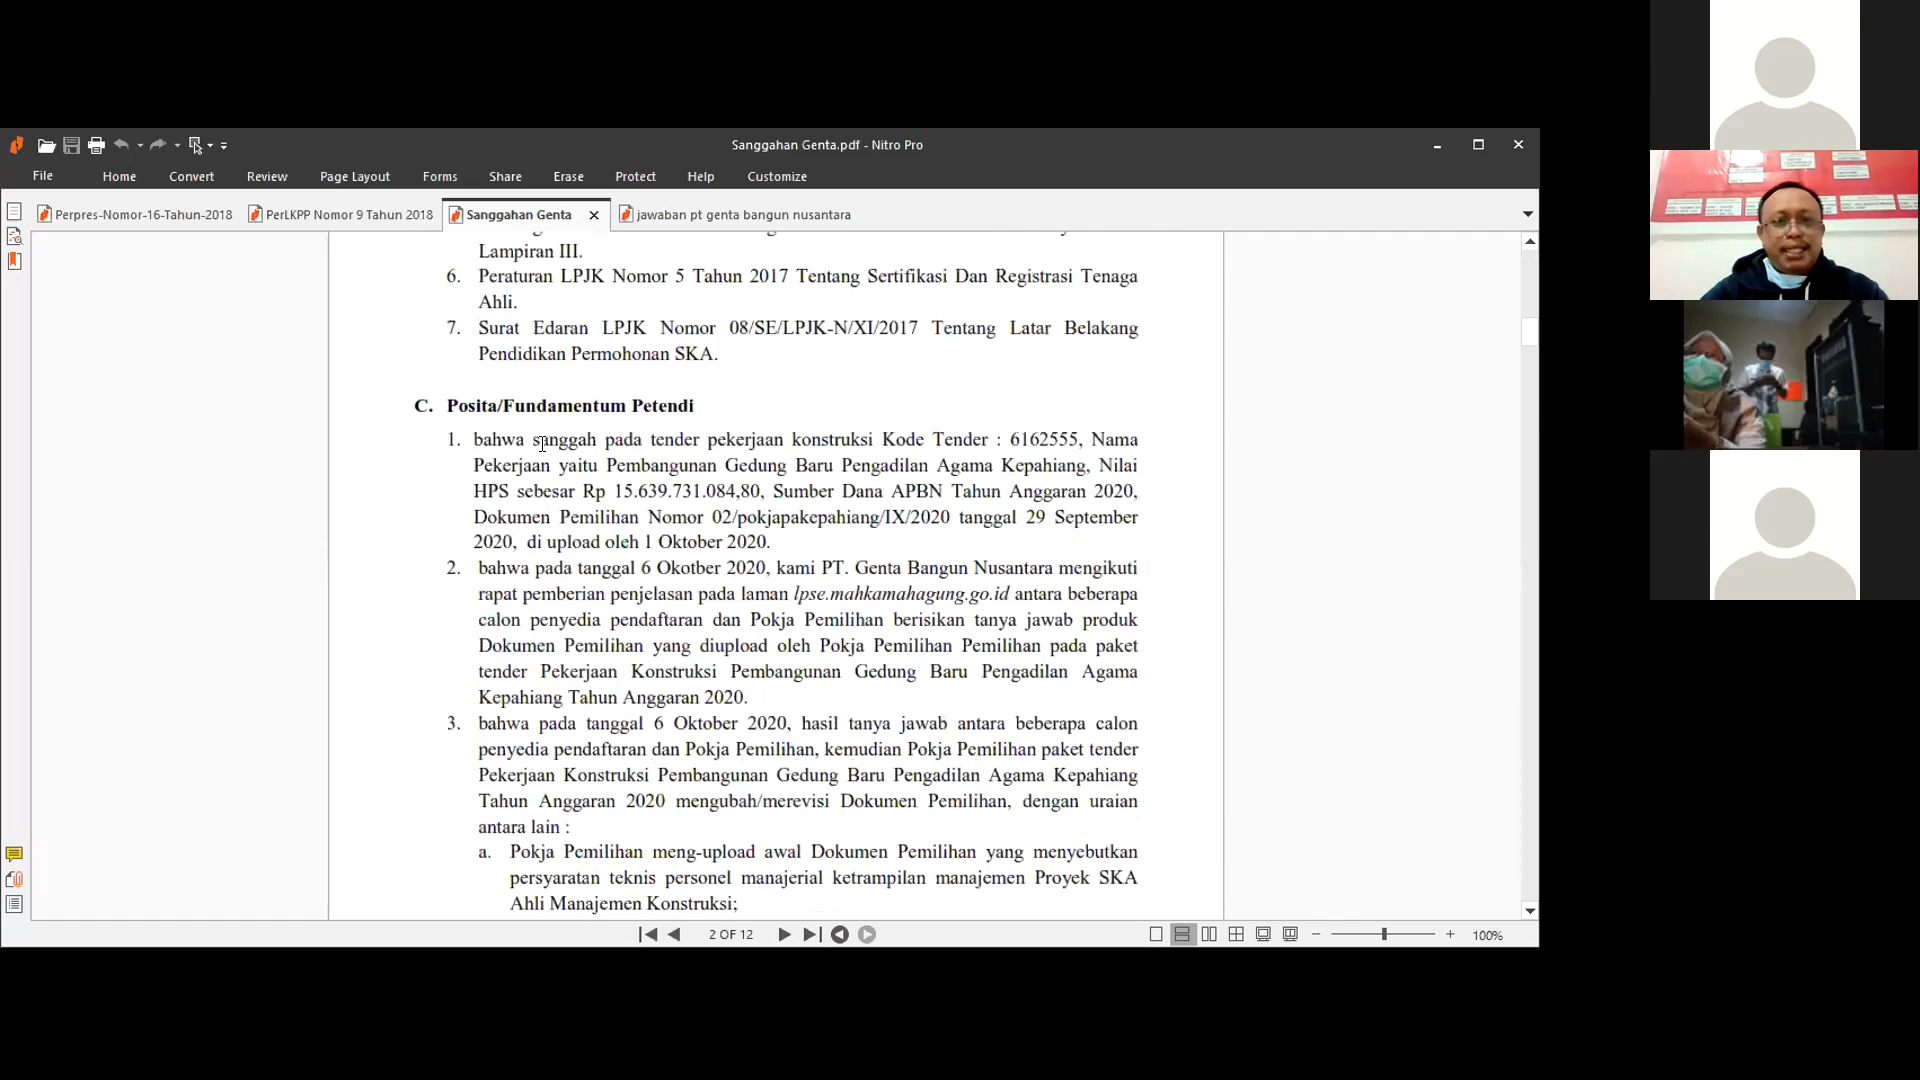 Sanggahan Genta.pdf - Nitro Pro
File Home Convert Review Page Layout Forms Share Erase Protect Help Customize
Perpres-Nomor-16-Tahun-2018 PerLKPP Nomor 9 Tahun 2018 Sanggahan Genta jawaban pt genta bangun nusantara
Lampiran III.
6. Peraturan LPJK Nomor 5 Tahun 2017 Tentang Sertifikasi Dan Registrasi Tenaga
Ahli.
7. Surat Edaran LPJK Nomor 08/SE/LPJK-N/XI/2017 Tentang Latar Belakang
Pendidikan Permohonan SKA.
C. Posita/Fundamentum Petendi
1. bahwa sanggah pada tender pekerjaan konstruksi Kode Tender : 6162555, Nama
Pekerjaan yaitu Pembangunan Gedung Baru Pengadilan Agama Kepahiang, Nilai
HPS sebesar Rp 15.639.731.084,80, Sumber Dana APBN Tahun Anggaran 2020,
Dokumen Pemilihan Nomor 02/pokjapakepahiang/IX/2020 tanggal 29 September
2020, di upload oleh 1 Oktober 2020.
2. bahwa pada tanggal 6 Okotber 2020, kami PT. Genta Bangun Nusantara mengikuti
rapat pemberian penjelasan pada laman lpse.mahkamahagung.go.id antara beberapa
calon penyedia pendaftaran dan Pokja Pemilihan berisikan tanya jawab produk
Dokumen Pemilihan yang diupload oleh Pokja Pemilihan Pemilihan pada paket
tender Pekerjaan Konstruksi Pembangunan Gedung Baru Pengadilan Agama
Kepahiang Tahun Anggaran 2020.
3. bahwa pada tanggal 6 Oktober 2020, hasil tanya jawab antara beberapa calon
penyedia pendaftaran dan Pokja Pemilihan, kemudian Pokja Pemilihan paket tender
Pekerjaan Konstruksi Pembangunan Gedung Baru Pengadilan Agama Kepahiang
Tahun Anggaran 2020 mengubah/merevisi Dokumen Pemilihan, dengan uraian
antara lain :
a. Pokja Pemilihan meng-upload awal Dokumen Pemilihan yang menyebutkan
persyaratan teknis personel manajerial ketrampilan manajemen Proyek SKA
Ahli Manajemen Konstruksi;
2 OF 12
100%